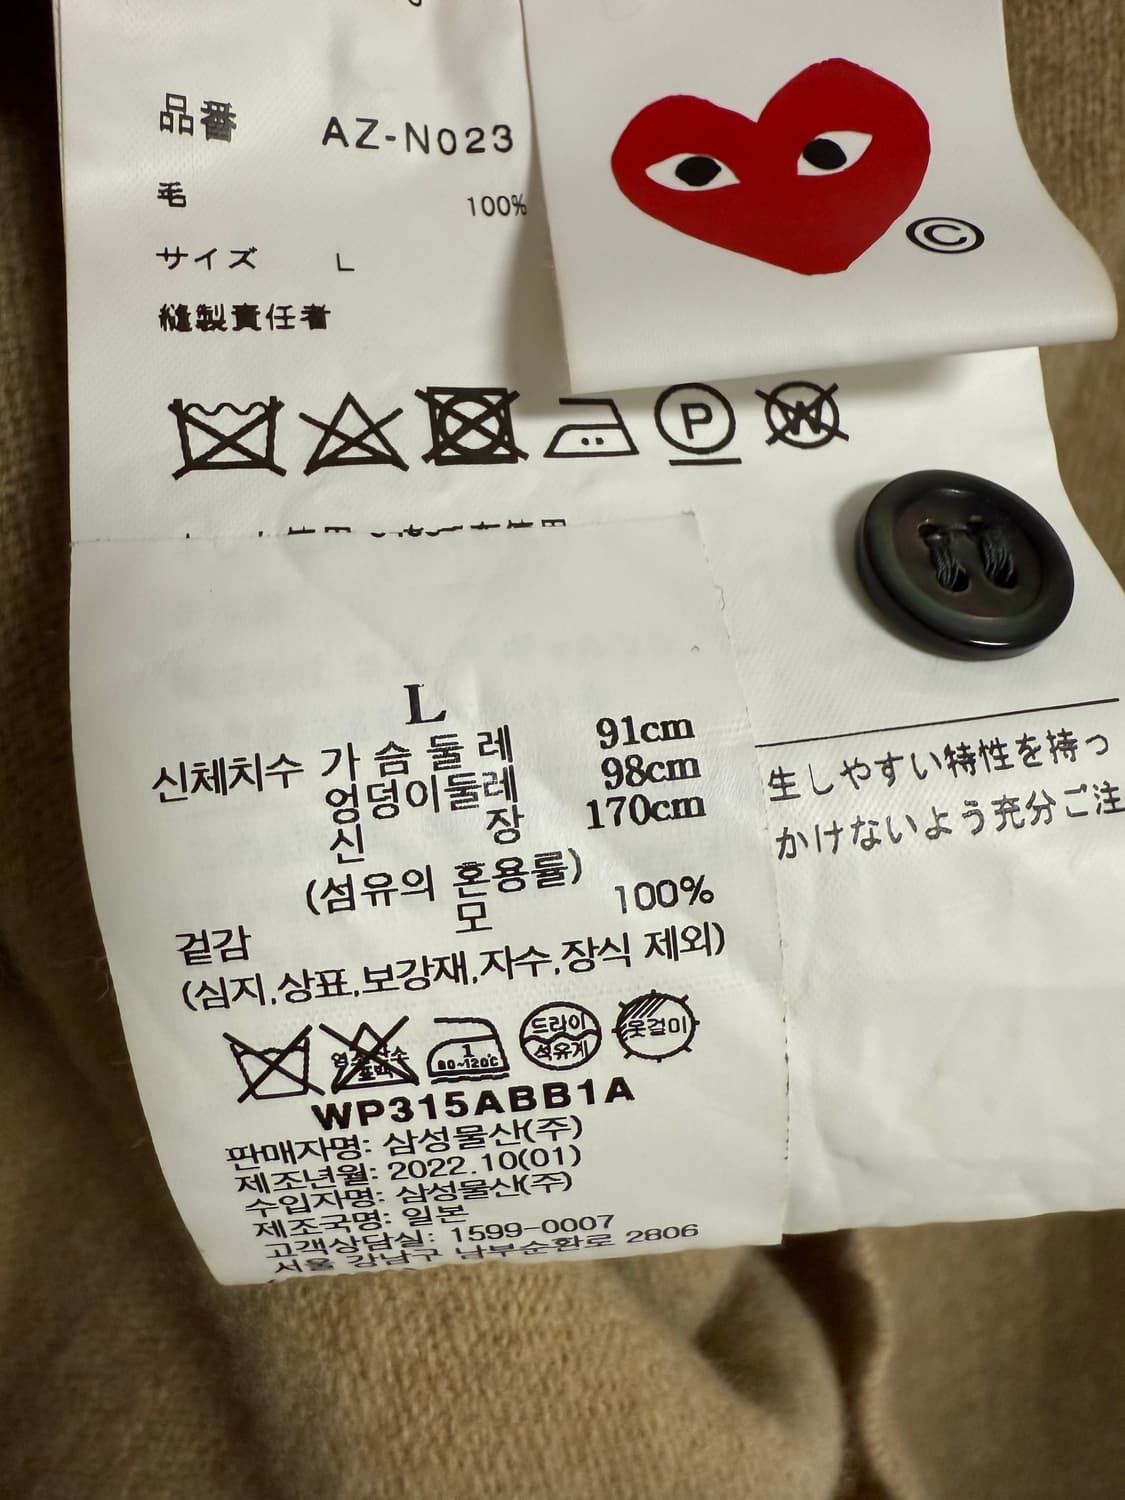 品番 AZ-N023
毛 100%
サイズ L
縫製責任者
P
W
©
生しやすい特性を持っ
かけないよう充分ご注
L
신체치수 가슴둘레 91cm
엉덩이둘레 98cm
신장 170cm
(섬유의 혼용률)
겉감 모 100%
(심지,상표,보강재,자수,장식 제외)
1
80~120℃
드라이
석유계
옷걸이
WP315ABB1A
판매자명: 삼성물산(주)
제조년월: 2022.10(01)
수입자명: 삼성물산(주)
제조국명: 일본
고객상담실: 1599-0007
서울 강남구 남부순환로 2806